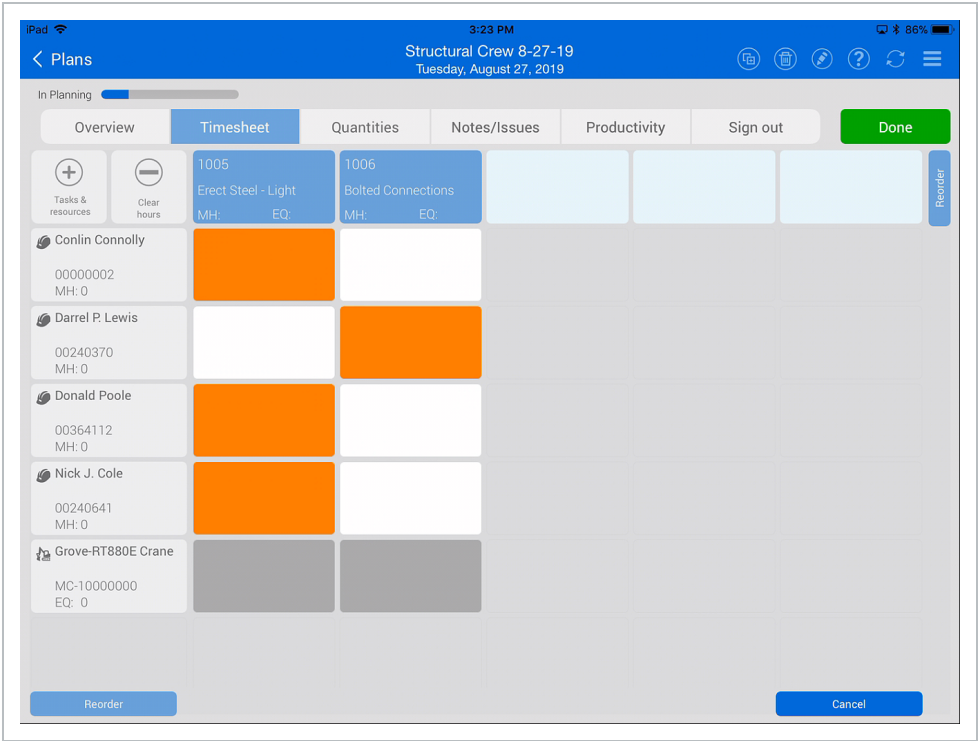 iPad 3:23 PM 86%
Plans
Structural Crew 8-27-19
Tuesday, August 27, 2019
In Planning
Overview Timesheet Quantities Notes/Issues Productivity Sign out Done
Tasks &
resources
Clear
hours
1005
Erect Steel - Light
MH: EQ:
1006
Bolted Connections
MH: EQ:
Reorder
Conlin Connolly
00000002
MH: 0
Darrel P. Lewis
00240370
MH: 0
Donald Poole
00364112
MH: 0
Nick J. Cole
00240641
MH: 0
Grove-RT880E Crane
MC-10000000
EQ: 0
Reorder
Cancel